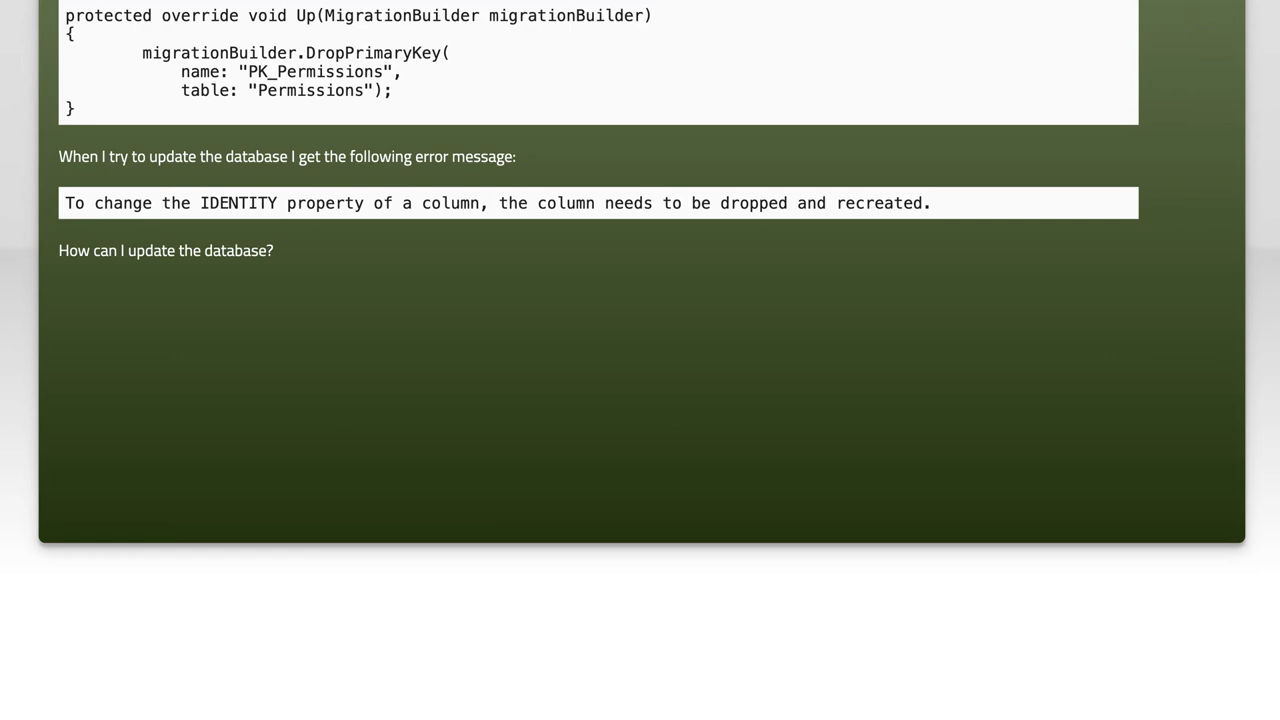 protected override void Up(MigrationBuilder migrationBuilder)
{
        migrationBuilder.DropPrimaryKey(
            name: "PK_Permissions",
            table: "Permissions");
}
When I try to update the database I get the following error message:
To change the IDENTITY property of a column, the column needs to be dropped and recreated.
How can I update the database?